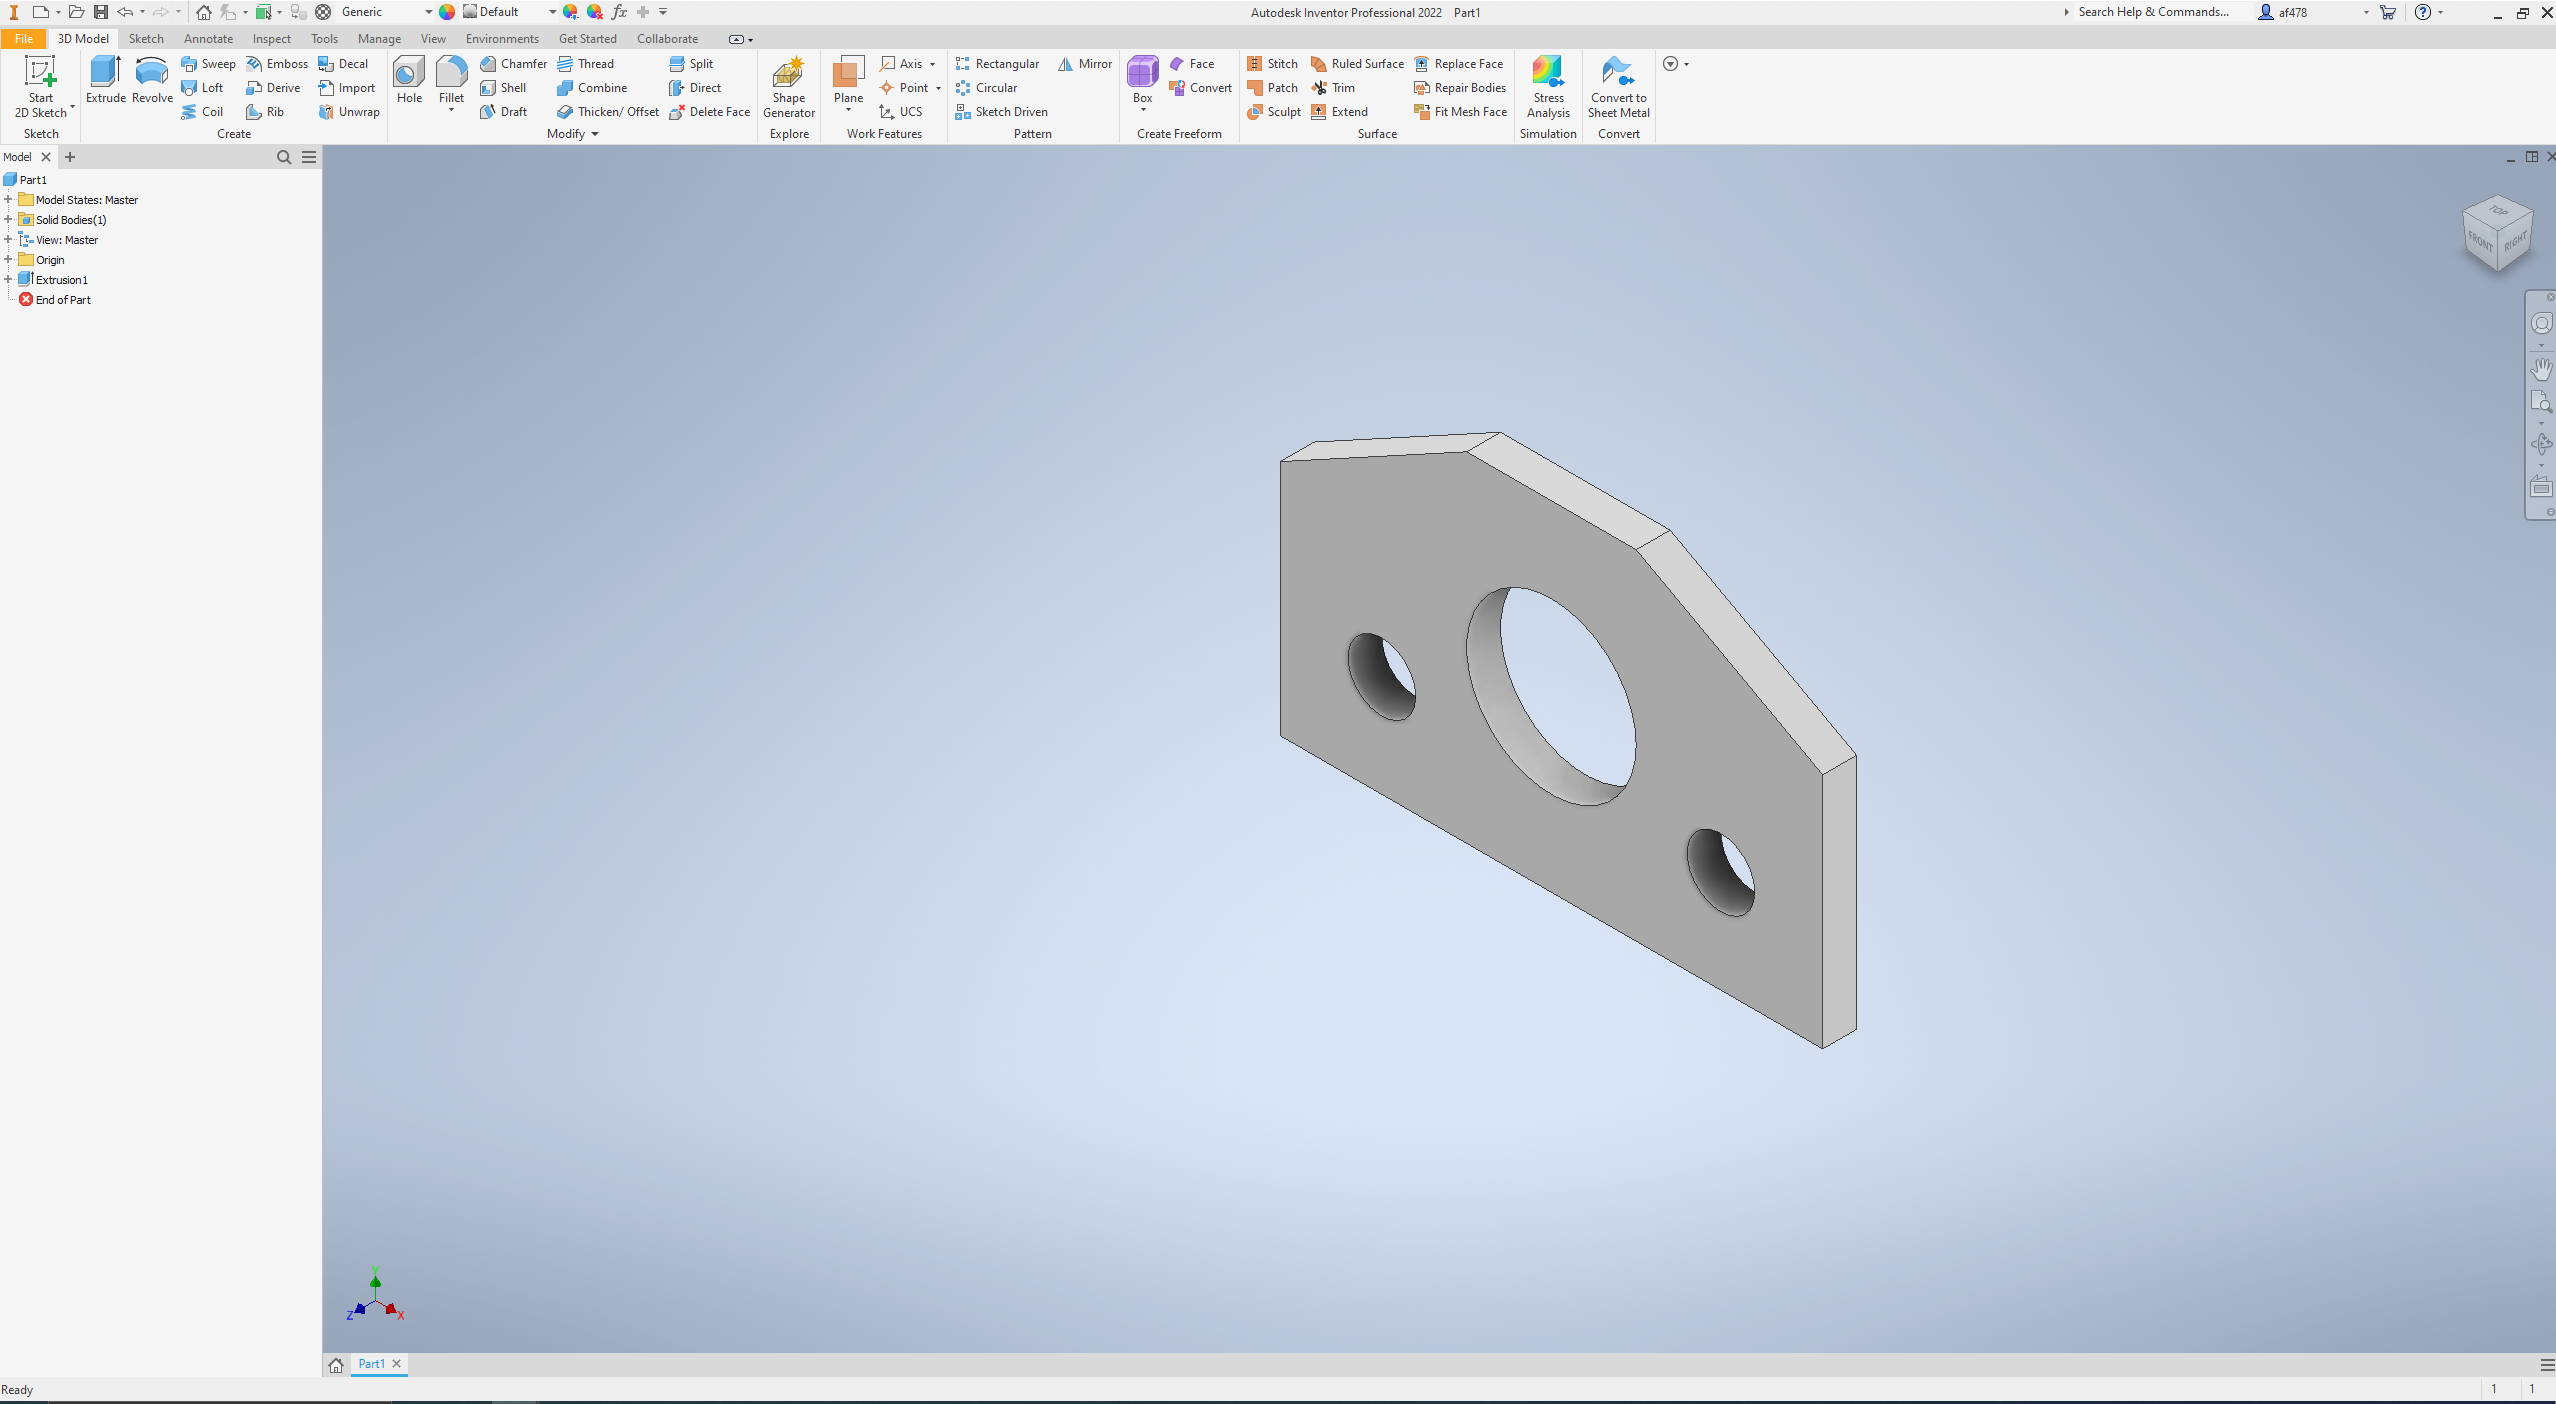 Generic Default fx Autodesk Inventor Professional 2022 Part1 Search Help & Commands... af478
File 3D Model Sketch Annotate Inspect Tools Manage View Environments Get Started Collaborate
Start 2D Sketch
Extrude Revolve
Sweep Emboss Decal
Loft Derive Import
Coil Rib Unwrap
Hole Fillet
Chamfer Thread Split
Shell Combine Direct
Draft Thicken/ Offset Delete Face
Shape Generator
Plane
Axis
Point
UCS
Rectangular Mirror
Circular
Sketch Driven
Box
Face
Convert
Stitch Ruled Surface Replace Face
Patch Trim Repair Bodies
Sculpt Extend Fit Mesh Face
Stress Analysis
Convert to Sheet Metal
Sketch Create Modify Explore Work Features Pattern Create Freeform Surface Simulation Convert
Model
Part1
Model States: Master
Solid Bodies(1)
View: Master
Origin
Extrusion1
End of Part
TOP
FRONT RIGHT
Y
Z X
Part1
Ready 1 1